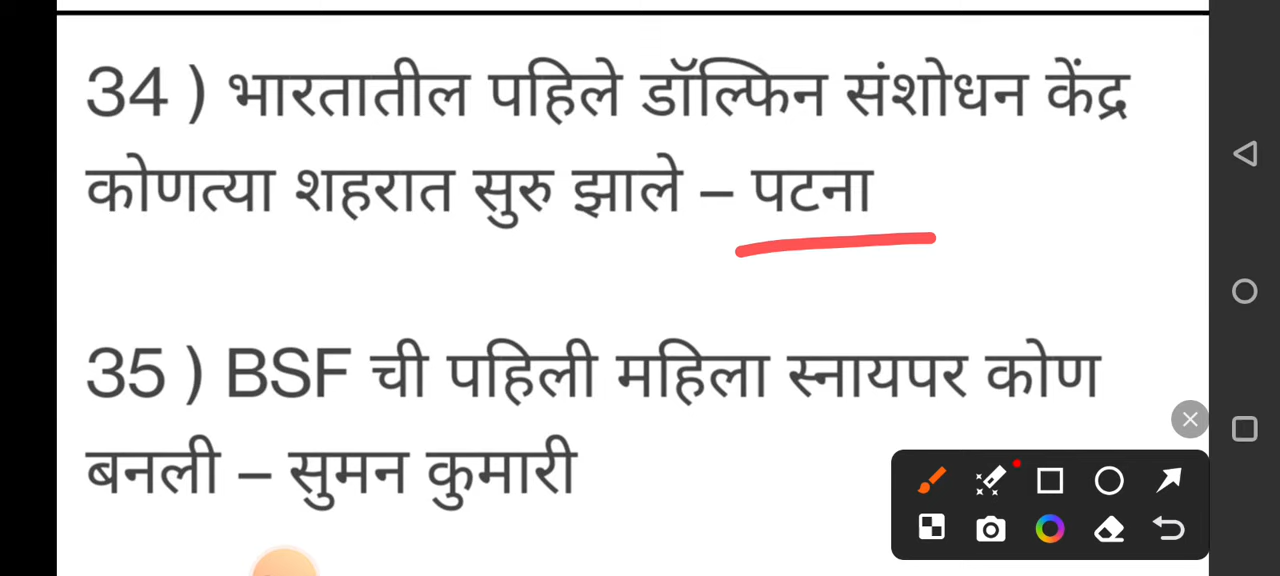 34 ) भारतातील पहिले डॉल्फिन संशोधन केंद्र
कोणत्या शहरात सुरु झाले – पटना
35 ) BSF ची पहिली महिला स्नायपर कोण
बनली – सुमन कुमारी